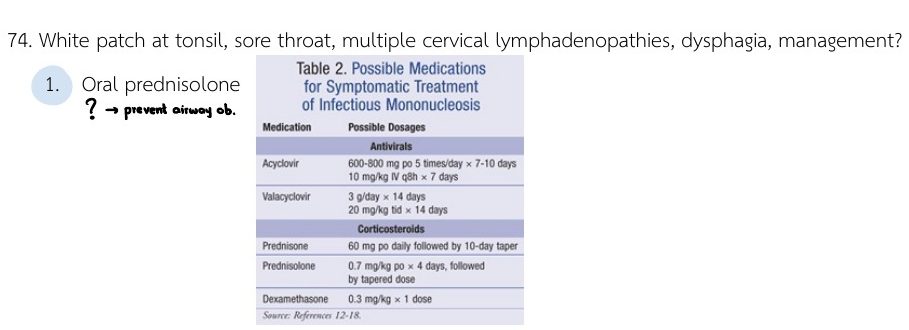 74. White patch at tonsil, sore throat, multiple cervical lymphadenopathies, dysphagia, management?
1. Oral prednisolone
? → prevent airway ob.
Table 2. Possible Medications
for Symptomatic Treatment
of Infectious Mononucleosis
Medication Possible Dosages
Antivirals
Acyclovir 600-800 mg po 5 times/day × 7-10 days
10 mg/kg IV q8h × 7 days
Valacyclovir 3 g/day × 14 days
20 mg/kg tid × 14 days
Corticosteroids
Prednisone 60 mg po daily followed by 10-day taper
Prednisolone 0.7 mg/kg po × 4 days, followed
by tapered dose
Dexamethasone 0.3 mg/kg × 1 dose
Source: References 12-18.